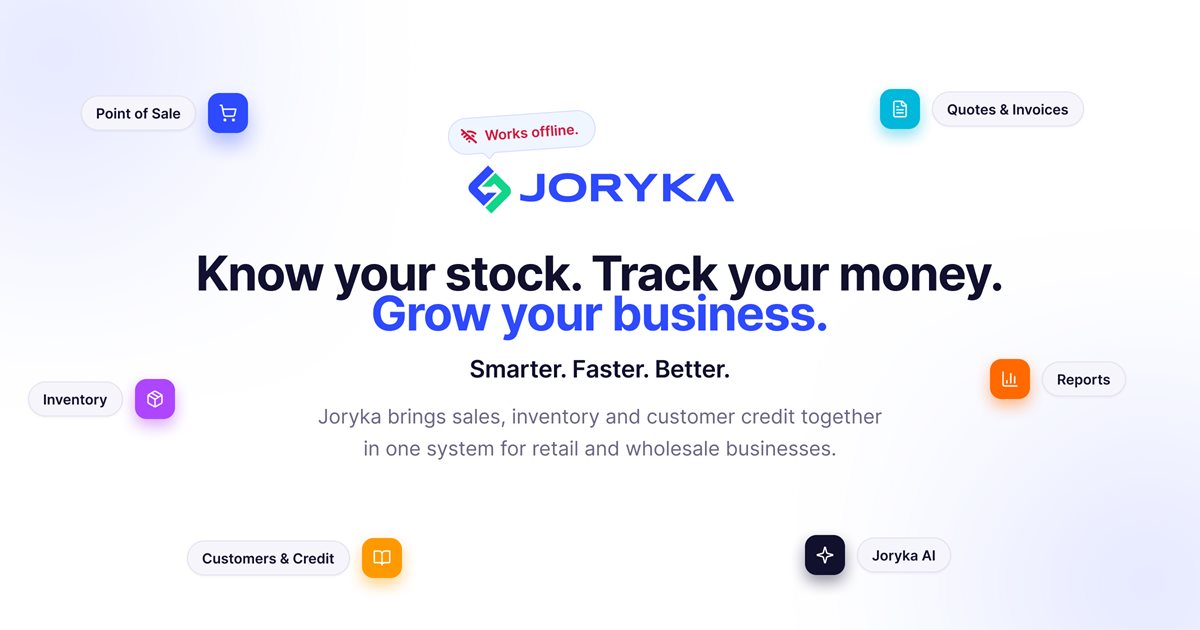 Point of Sale
Quotes & Invoices
Works offline.
JORYKA
Know your stock. Track your money.
Grow your business.
Smarter. Faster. Better.
Inventory
Reports
Joryka brings sales, inventory and customer credit together
in one system for retail and wholesale businesses.
Customers & Credit
Joryka AI